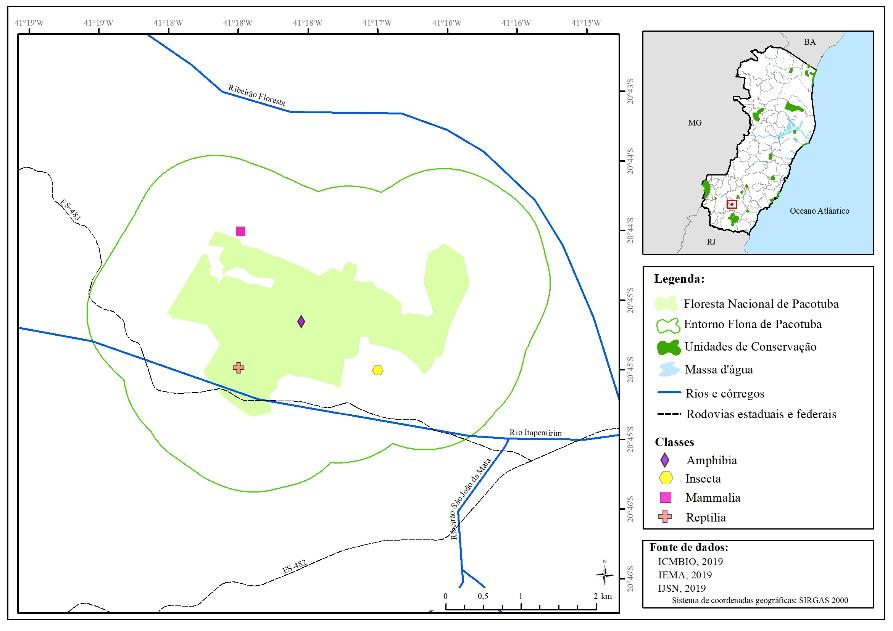 41°19'W 41°18'W 41°18'W 41°18'W 41°17'W 41°16'W 41°16'W 41°15'W
Ribeirão Floresta
ES-483
20°43'S
20°44'S
20°44'S
20°45'S
20°45'S
20°45'S
20°46'S
20°46'S
Rio Itapemirim
Ribeirão São João da Mata
ES-482
0 0,5 1 2 km
BA
MG
Oceano Atlântico
RJ
Legenda:
Floresta Nacional de Pacotuba
Entorno Flona de Pacotuba
Unidades de Conservação
Massa d'água
Rios e córregos
Rodovias estaduais e federais
Classes
Amphibia
Insecta
Mammalia
Reptilia
Fonte de dados:
ICMBIO, 2019
IEMA, 2019
IJSN, 2019
Sistema de coordenadas geográficas: SIRGAS 2000